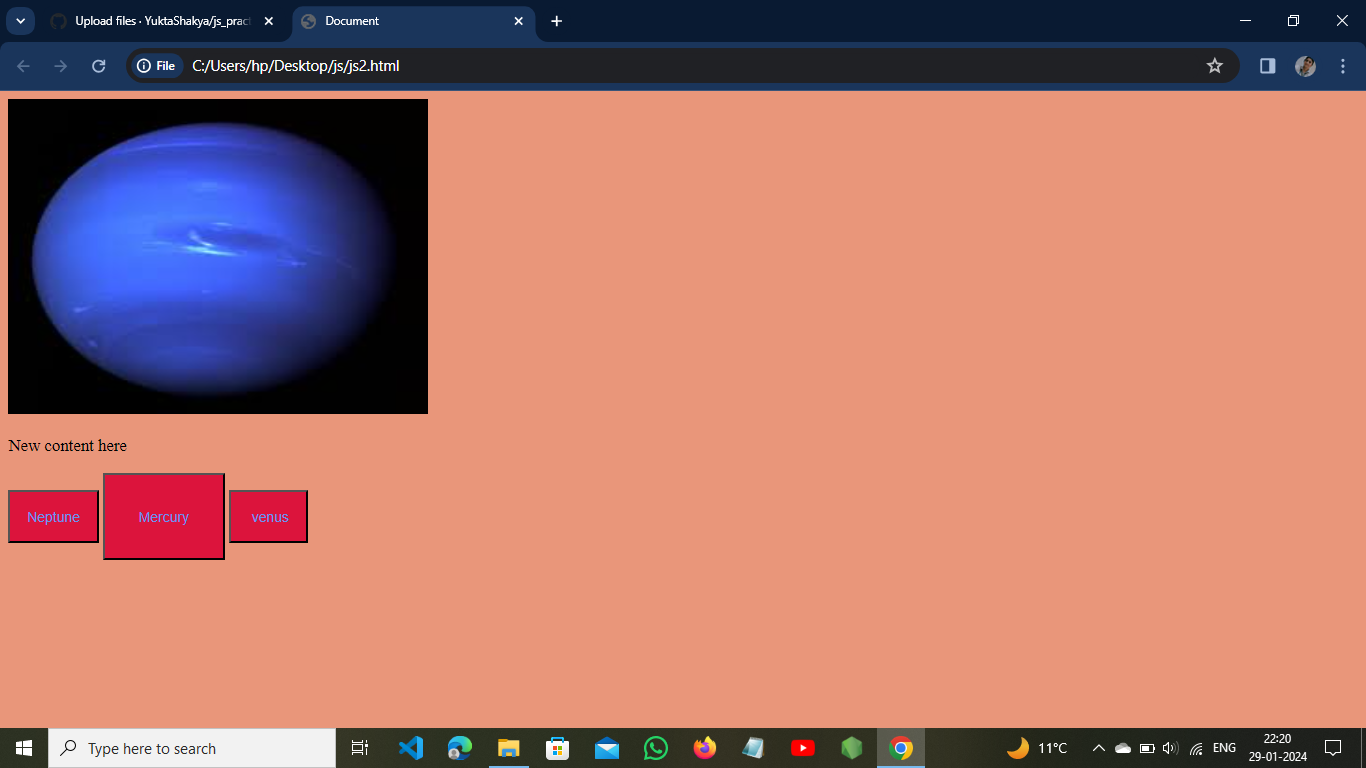 Upload files · YuktaShakya/js_pract
Document
File
C:/Users/hp/Desktop/js/js2.html
New content here
Neptune
Mercury
venus
Type here to search
11°C
ENG
22:20
29-01-2024